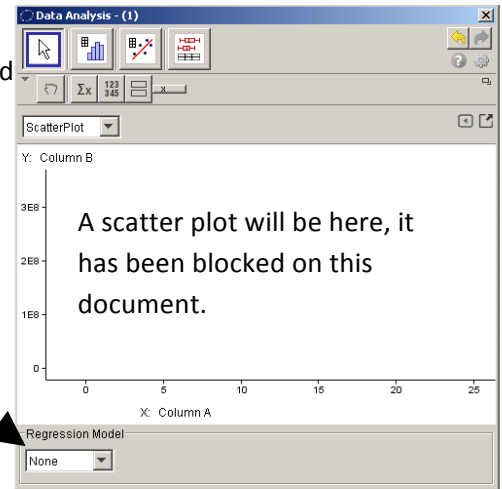 Data Analysis - (1)
d
Σx
123
345
x
ScatterPlot
Y: Column B
3E8
2E8
1E8
0
A scatter plot will be here, it
has been blocked on this
document.
0 5 10 15 20 25
X: Column A
Regression Model
None